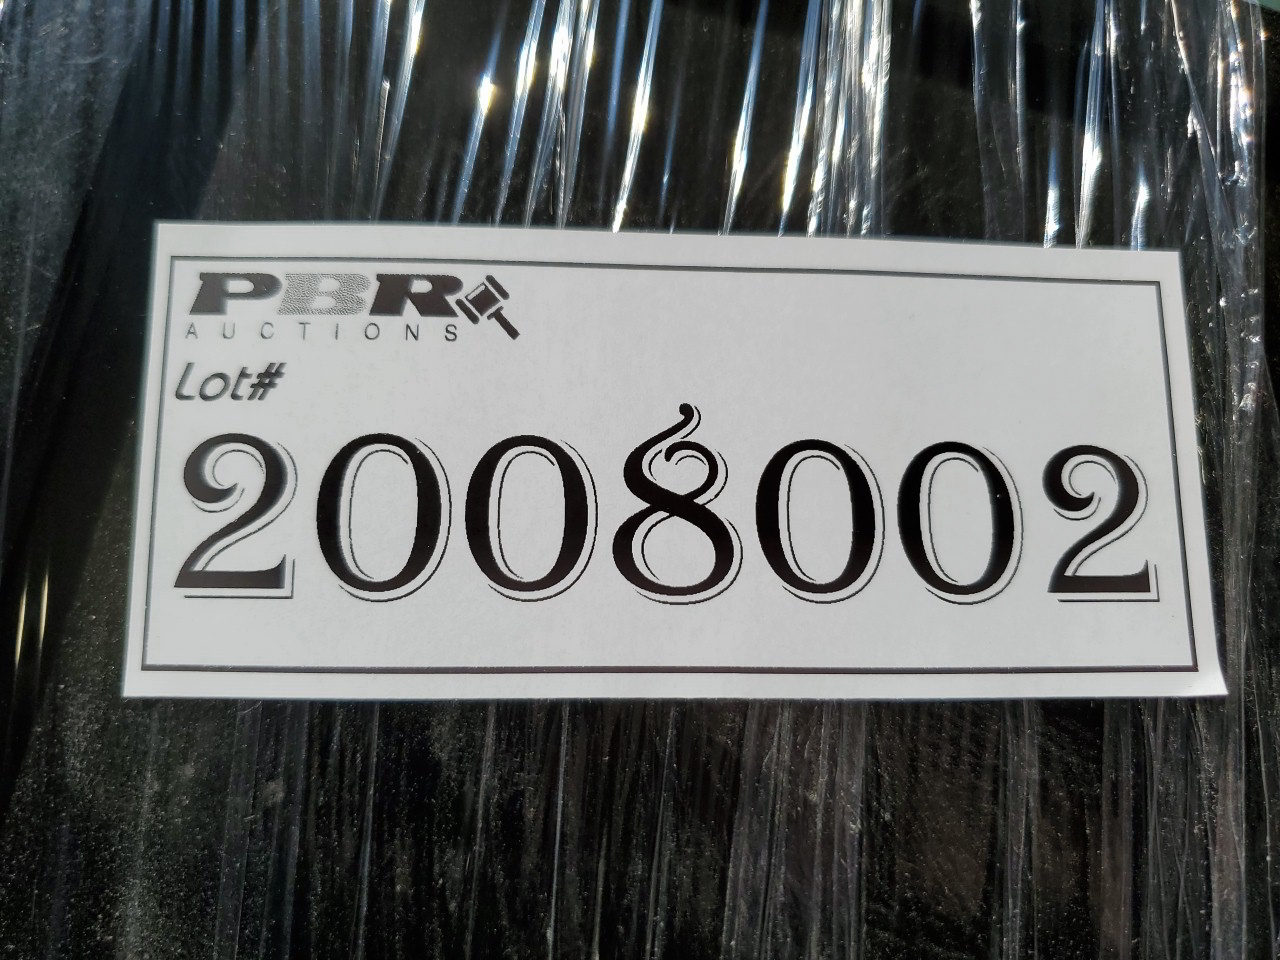 PBR
AUCTIONS
Lot#
2008002